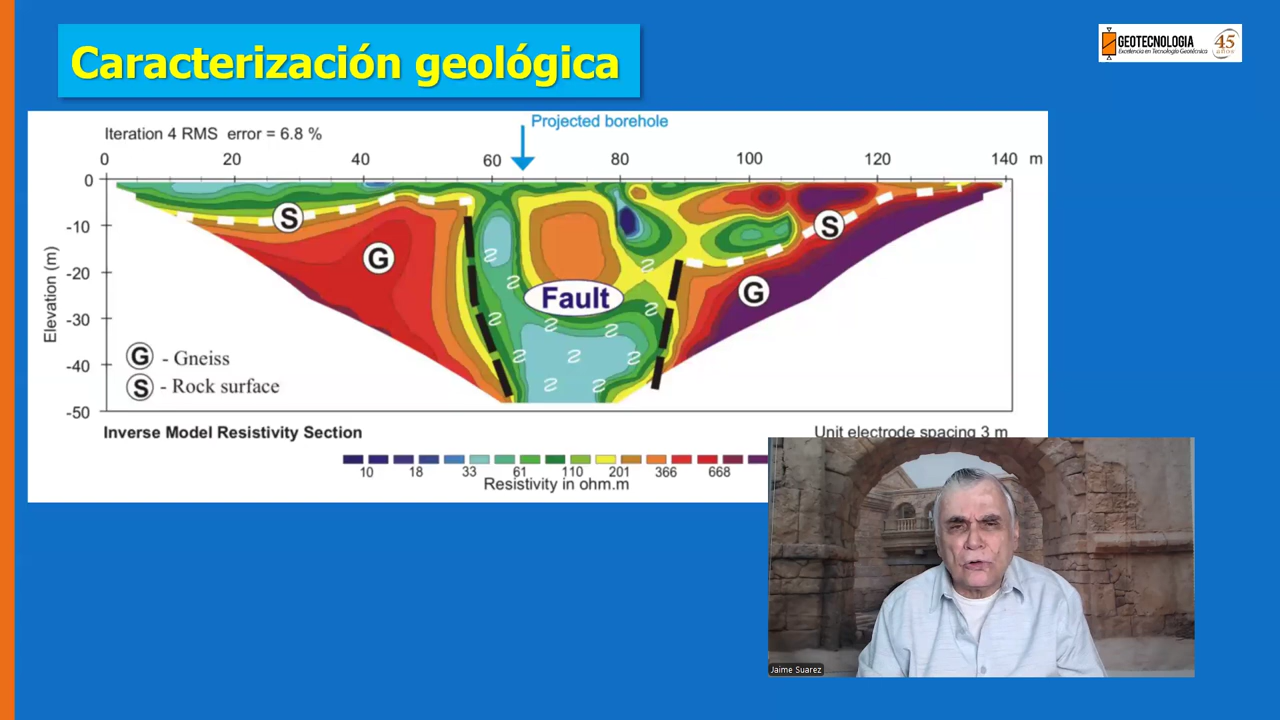 Caracterización geológica
GEOTECNOLOGIA
Excelencia en Tecnología Geotécnica
45
años
Projected borehole
Iteration 4 RMS error = 6.8 %
0 20 40 60 80 100 120 140 m
0
-10
-20
-30
-40
-50
Elevation (m)
S
G
Fault
S
G
G - Gneiss
S - Rock surface
Inverse Model Resistivity Section
Unit electrode spacing 3 m
10 18 33 61 110 201 366 668
Resistivity in ohm.m
Jaime Suarez